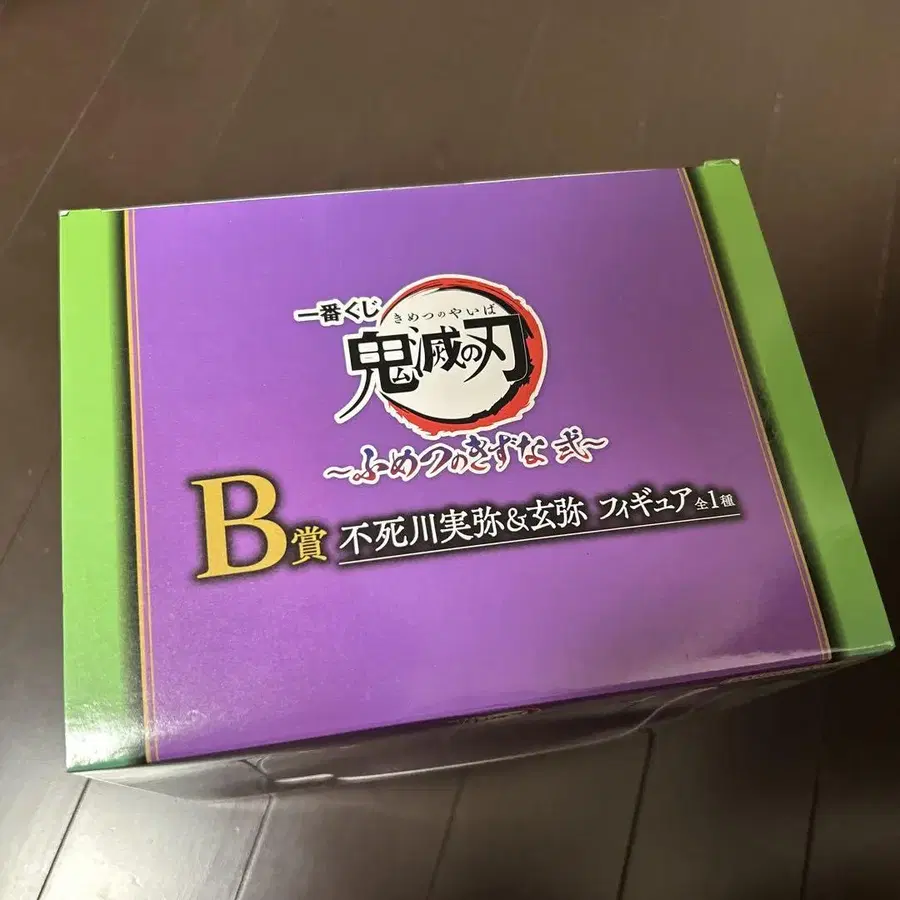 一番くじ
きめつのやいば
鬼滅の刃
～ふめつのきずな 弐～
B賞 不死川実弥&玄弥 フィギュア 全1種